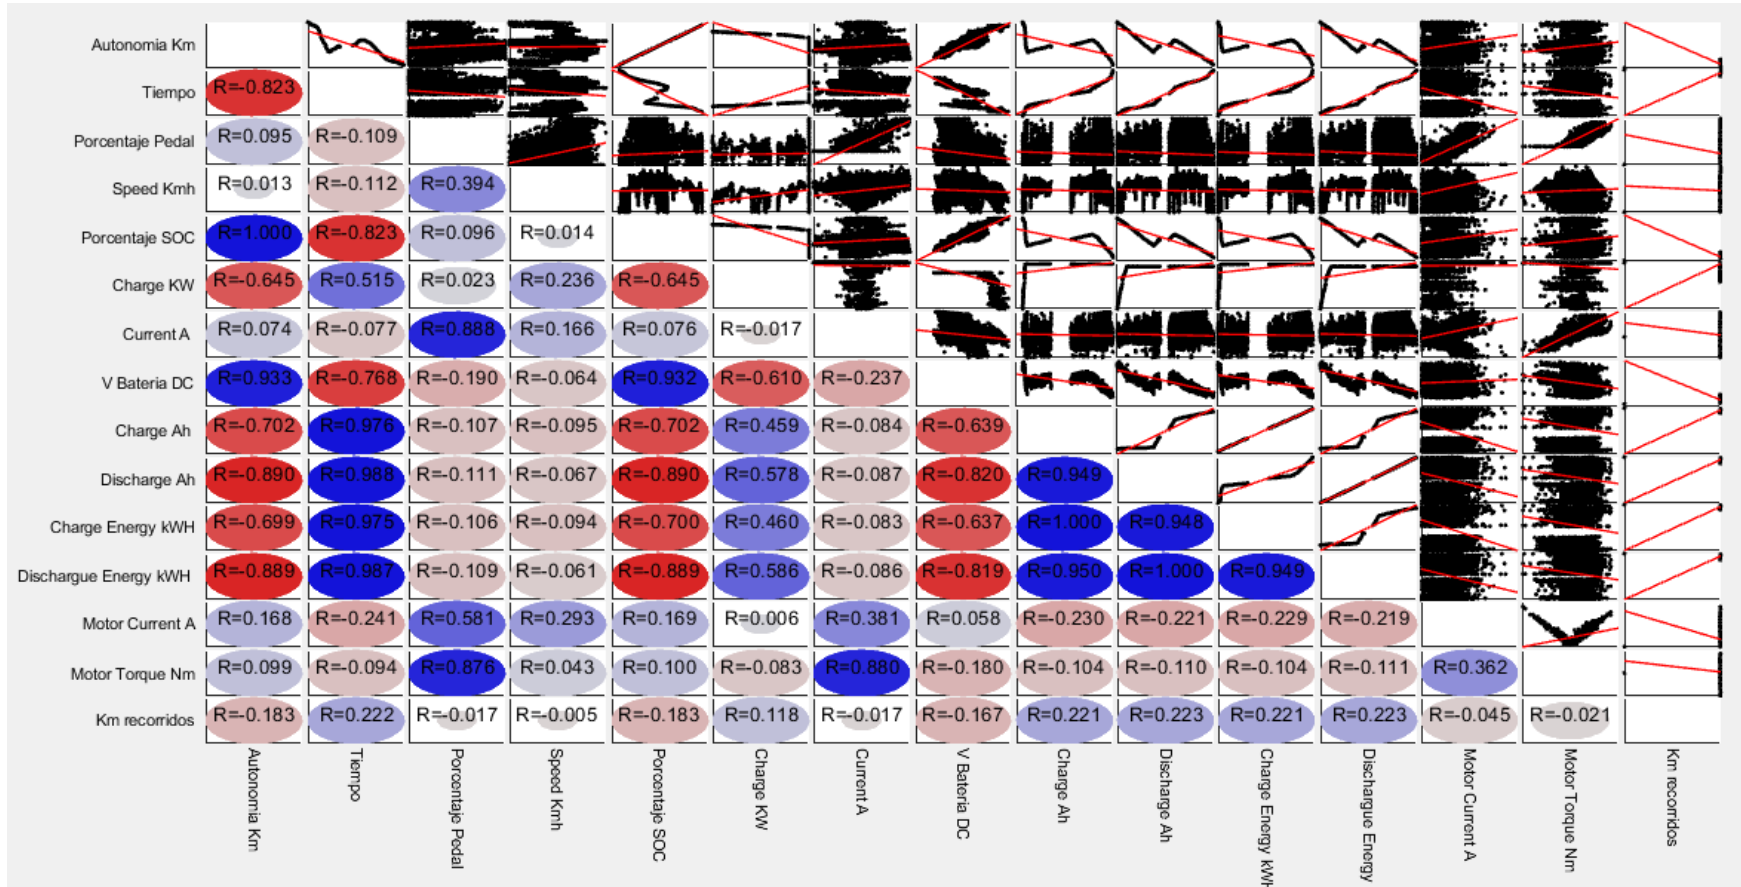 Autonomia Km
Tiempo R=-0.823
Porcentaje Pedal R=0.095 R=-0.109
Speed Kmh R=0.013 R=-0.112 R=0.394
Porcentaje SOC R=1.000 R=-0.823 R=0.096 R=0.014
Charge KW R=-0.645 R=0.515 R=0.023 R=0.236 R=-0.645
Current A R=0.074 R=-0.077 R=0.888 R=0.166 R=0.076 R=-0.017
V Bateria DC R=0.933 R=-0.768 R=-0.190 R=-0.064 R=0.932 R=-0.610 R=-0.237
Charge Ah R=-0.702 R=0.976 R=-0.107 R=-0.095 R=-0.702 R=0.459 R=-0.084 R=-0.639
Discharge Ah R=-0.890 R=0.988 R=-0.111 R=-0.067 R=-0.890 R=0.578 R=-0.087 R=-0.820 R=0.949
Charge Energy kWH R=-0.699 R=0.975 R=-0.106 R=-0.094 R=-0.700 R=0.460 R=-0.083 R=-0.637 R=1.000 R=0.948
Dischargue Energy kWH R=-0.889 R=0.987 R=-0.109 R=-0.061 R=-0.889 R=0.586 R=-0.086 R=-0.819 R=0.950 R=1.000 R=0.949
Motor Current A R=0.168 R=-0.241 R=0.581 R=0.293 R=0.169 R=0.006 R=0.381 R=0.058 R=-0.230 R=-0.221 R=-0.229 R=-0.219
Motor Torque Nm R=0.099 R=-0.094 R=0.876 R=0.043 R=0.100 R=-0.083 R=0.880 R=-0.180 R=-0.104 R=-0.110 R=-0.104 R=-0.111 R=0.362
Km recorridos R=-0.183 R=0.222 R=-0.017 R=-0.005 R=-0.183 R=0.118 R=-0.017 R=-0.167 R=0.221 R=0.223 R=0.221 R=0.223 R=-0.045 R=-0.021
Autonomia Km
Tiempo
Porcentaje Pedal
Speed Kmh
Porcentaje SOC
Charge KW
Current A
V Bateria DC
Charge Ah
Discharge Ah
Charge Energy kWH
Dischargue Energy
Motor Current A
Motor Torque Nm
Km recorridos